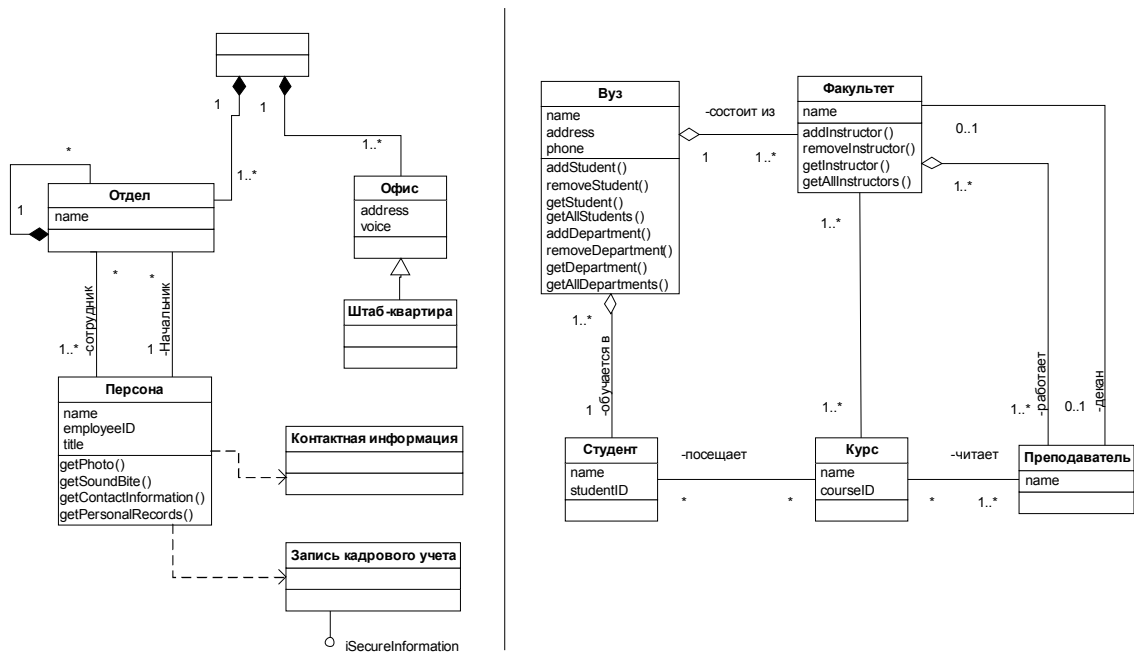 1
1
1..*
1..*
*
1
Отдел
name
Офис
address
voice
Штаб-квартира
*
*
-сотрудник
-Начальник
1..*
1
Персона
name
employeeID
title
getPhoto()
getSoundBite()
getContactInformation()
getPersonalRecords()
Контактная информация
Запись кадрового учета
iSecureInformation
Вуз
name
address
phone
addStudent()
removeStudent()
getStudent()
getAllStudents()
addDepartment()
removeDepartment()
getDepartment()
getAllDepartments()
-состоит из
1
1..*
Факультет
name
addInstructor()
removeInstructor()
getInstructor()
getAllInstructors()
0..1
1..*
1..*
1..*
-обучается в
1
1..*
1..*
-работает
0..1
-декан
Студент
name
studentID
-посещает
*
*
Курс
name
courseID
-читает
*
1..*
Преподаватель
name